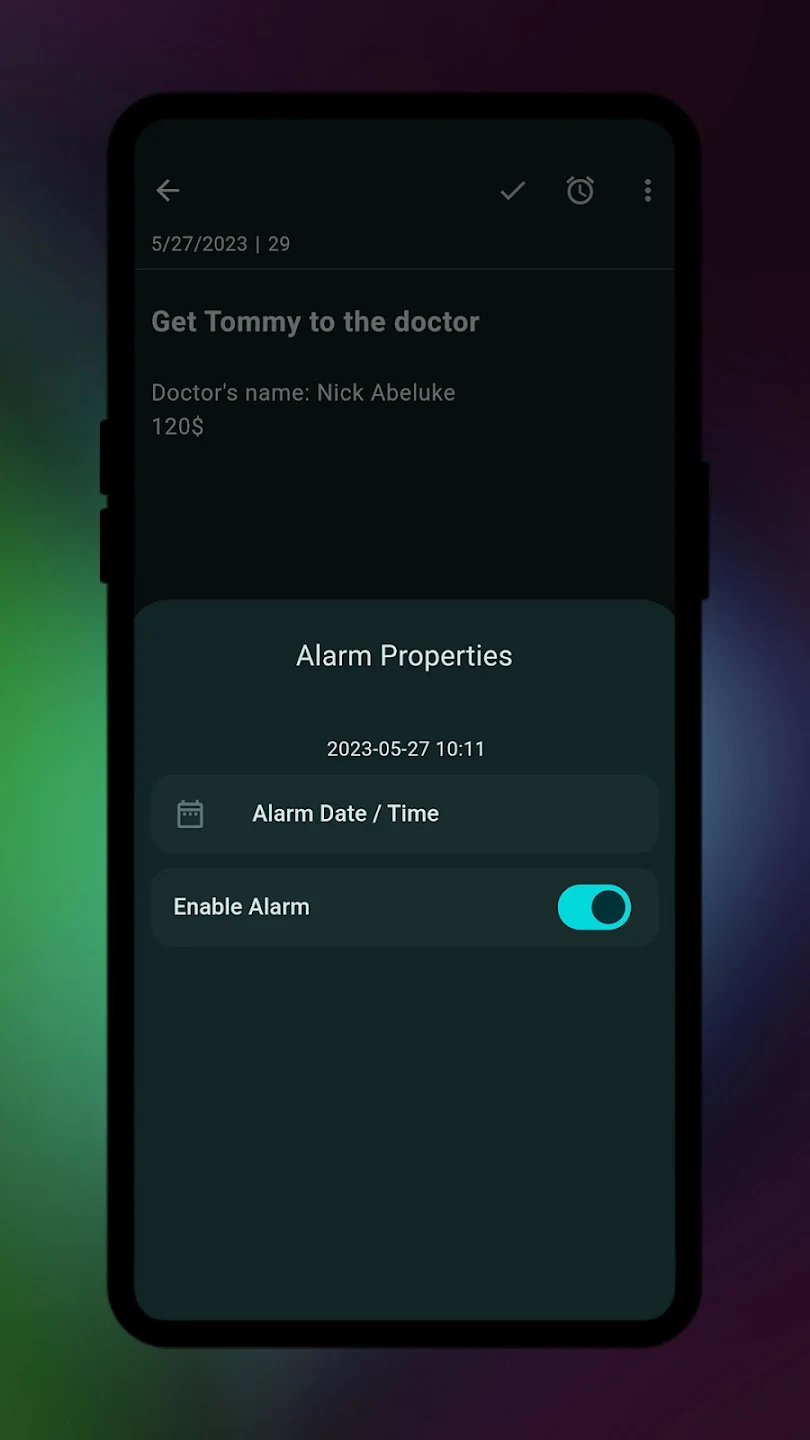 5/27/2023 | 29
Get Tommy to the doctor
Doctor's name: Nick Abeluke
120$
Alarm Properties
2023-05-27 10:11
Alarm Date / Time
Enable Alarm